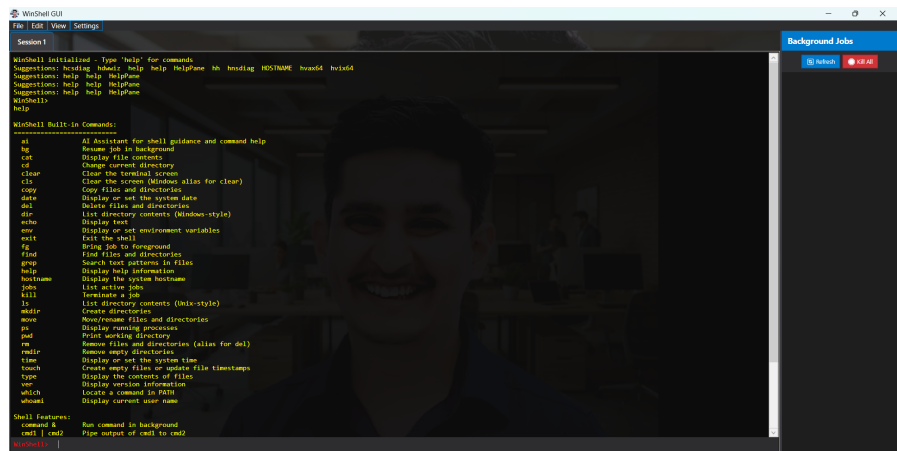 WinShell GUI
File Edit View Settings
Session 1
WinShell initialized - Type 'help' for commands
Suggestions: hcsdiag hdwwiz help help HelpPane hh hnsdiag HOSTNAME hvax64 hvix64
Suggestions: help help HelpPane
Suggestions: help help HelpPane
Suggestions: help help HelpPane
WinShell>
help
WinShell Built-in Commands:
===========================
ai AI Assistant for shell guidance and command help
bg Resume job in background
cat Display file contents
cd Change current directory
clear Clear the terminal screen
cls Clear the screen (Windows alias for clear)
copy Copy files and directories
date Display or set the system date
del Delete files and directories
dir List directory contents (Windows-style)
echo Display text
env Display or set environment variables
exit Exit the shell
fg Bring job to foreground
find Find files and directories
grep Search text patterns in files
help Display help information
hostname Display the system hostname
jobs List active jobs
kill Terminate a job
ls List directory contents (Unix-style)
mkdir Create directories
move Move/rename files and directories
ps Display running processes
pwd Print working directory
rm Remove files and directories (alias for del)
rmdir Remove empty directories
time Display or set the system time
touch Create empty files or update file timestamps
type Display the contents of files
ver Display version information
which Locate a command in PATH
whoami Display current user name
Shell Features:
command & Run command in background
cmd1 | cmd2 Pipe output of cmd1 to cmd2
WinShell>
Background Jobs
Refresh Kill All